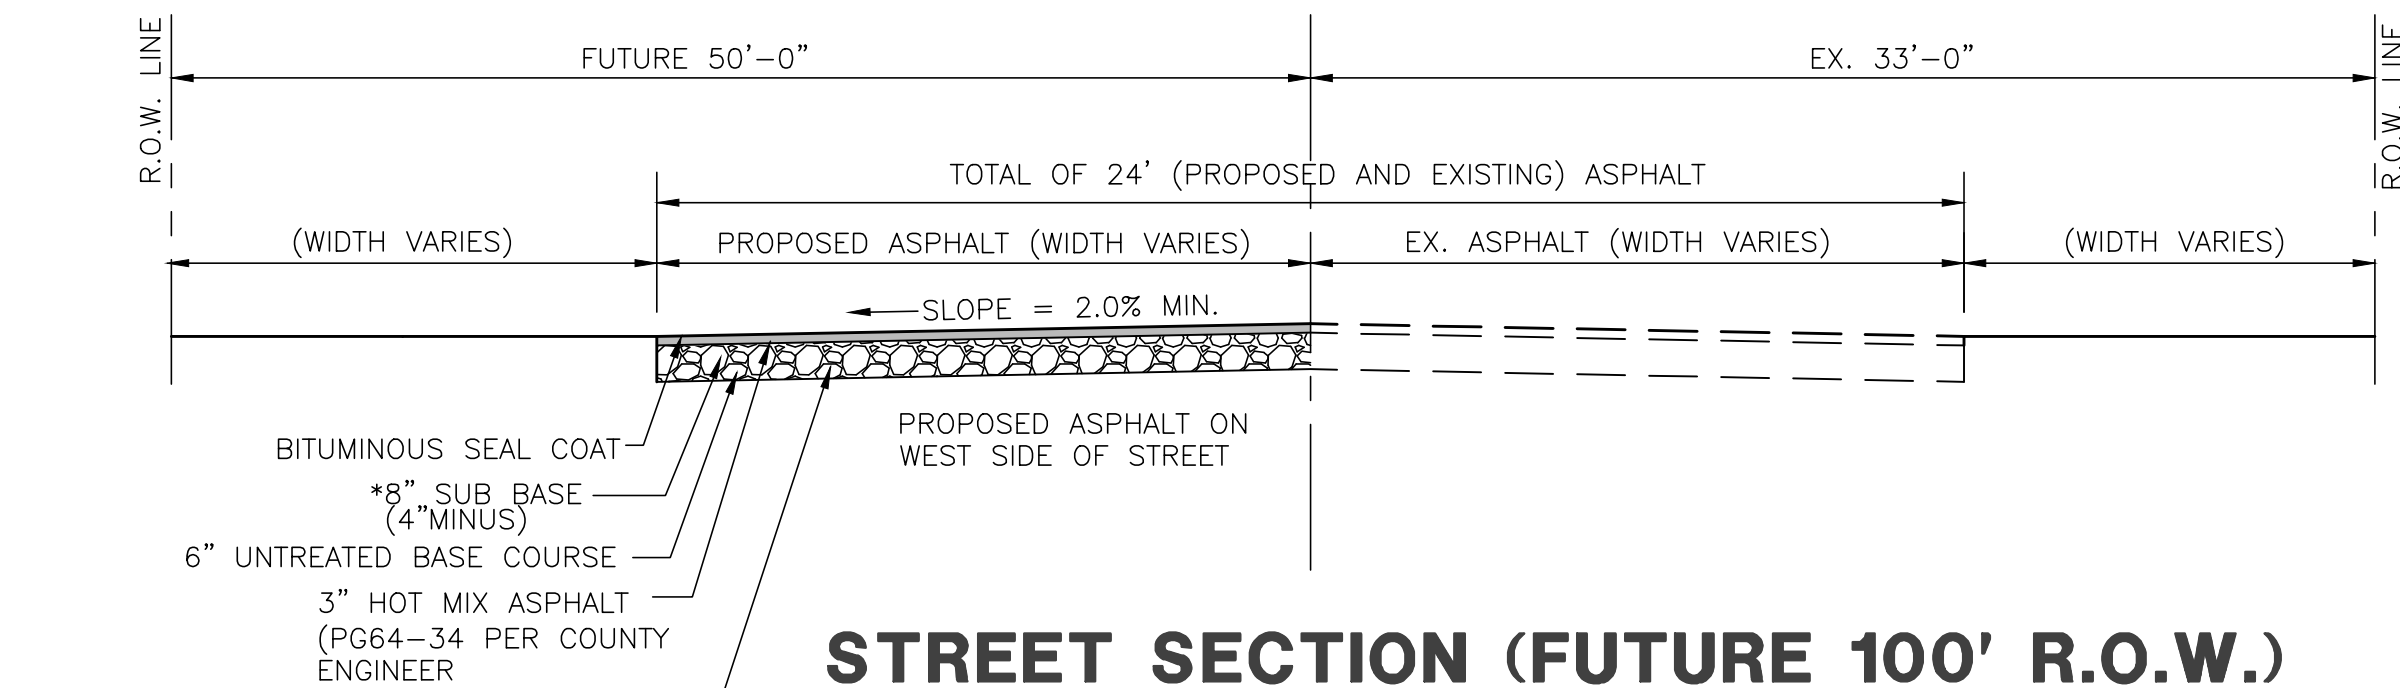 R.O.W. LINE
FUTURE 50'-0"
EX. 33'-0"
R.O.W. LINE
TOTAL OF 24' (PROPOSED AND EXISTING) ASPHALT
(WIDTH VARIES)
PROPOSED ASPHALT (WIDTH VARIES)
EX. ASPHALT (WIDTH VARIES)
(WIDTH VARIES)
SLOPE = 2.0% MIN.
PROPOSED ASPHALT ON
WEST SIDE OF STREET
BITUMINOUS SEAL COAT
*8" SUB BASE
(4"MINUS)
6" UNTREATED BASE COURSE
3" HOT MIX ASPHALT
(PG64-34 PER COUNTY
ENGINEER
STREET SECTION (FUTURE 100' R.O.W.)